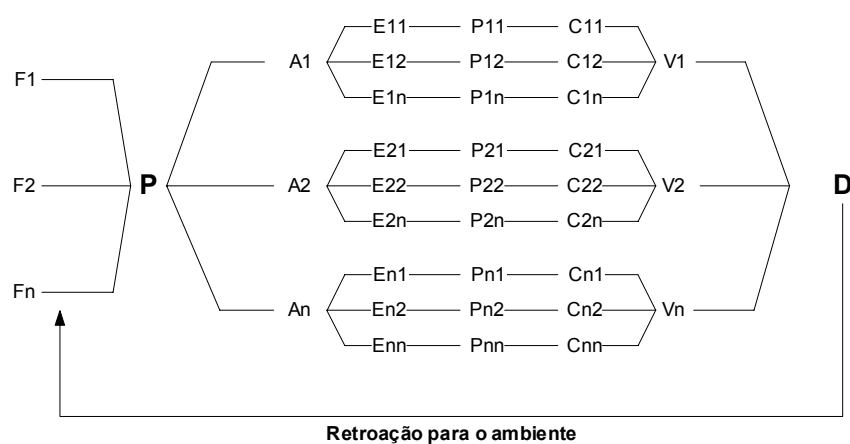 E11 P11 C11
A1 E12 P12 C12 V1
F1
E1n P1n C1n
E21 P21 C21
F2 P A2 E22 P22 C22 V2 D
E2n P2n C2n
En1 Pn1 Cn1
Fn
An En2 Pn2 Cn2 Vn
Enn Pnn Cnn
Retroação para o ambiente